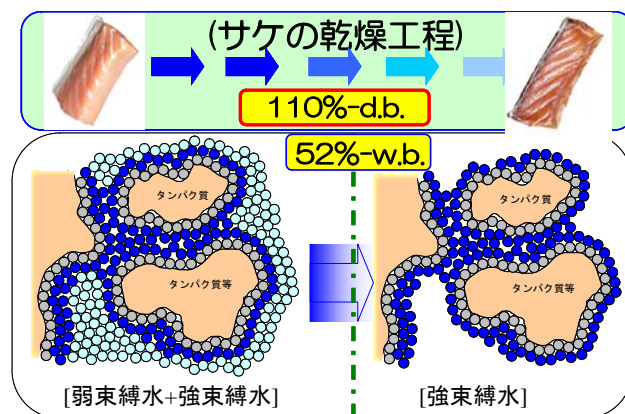 (サケの乾燥工程)
110%-d.b.
52%-w.b.
タンパク質
タンパク質
タンパク質等
タンパク質等
[弱束縛水+強束縛水]
[強束縛水]